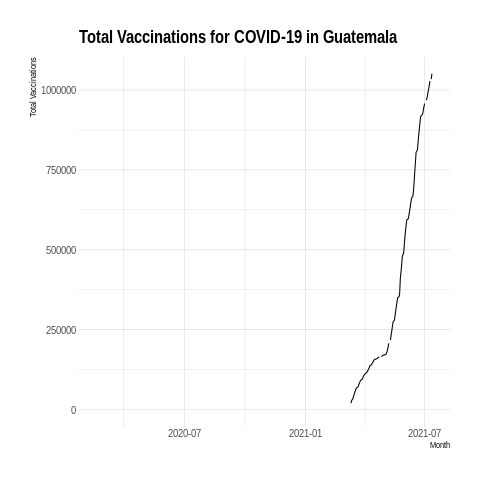 Total Vaccinations for COVID-19 in Guatemala
Total Vaccinations
1000000
750000
500000
250000
0
2020-07 2021-01 2021-07
Month